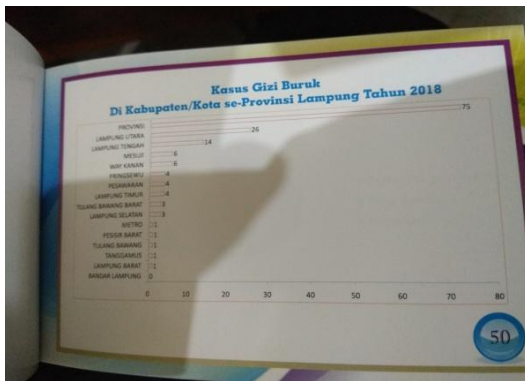 Kasus Gizi Buruk
Di Kabupaten/Kota se-Provinsi Lampung Tahun 2018
PROVINSI 75
LAMPUNG UTARA 26
LAMPUNG TENGAH 14
MESUJI 6
WAY KANAN 6
PRINGSEWU 4
PESAWARAN 4
LAMPUNG TIMUR 4
TULANG BAWANG BARAT 3
LAMPUNG SELATAN 3
METRO 1
PESISIR BARAT 1
TULANG BAWANG 1
TANGGAMUS 1
LAMPUNG BARAT 1
BANDAR LAMPUNG 0
0 10 20 30 40 50 60 70 80
50